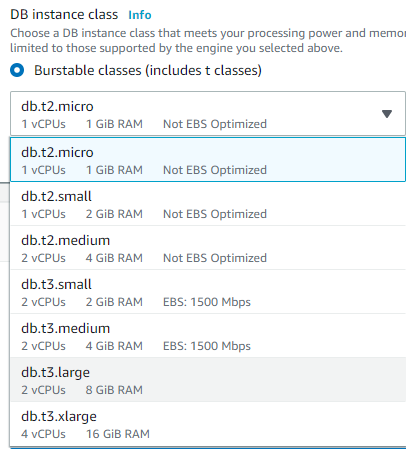 DB instance class Info
Choose a DB instance class that meets your processing power and memo
limited to those supported by the engine you selected above.
Burstable classes (includes t classes)
db.t2.micro
1 vCPUs 1 GiB RAM Not EBS Optimized
db.t2.micro
1 vCPUs 1 GiB RAM Not EBS Optimized
db.t2.small
1 vCPUs 2 GiB RAM Not EBS Optimized
db.t2.medium
2 vCPUs 4 GiB RAM Not EBS Optimized
db.t3.small
2 vCPUs 2 GiB RAM EBS: 1500 Mbps
db.t3.medium
2 vCPUs 4 GiB RAM EBS: 1500 Mbps
db.t3.large
2 vCPUs 8 GiB RAM
db.t3.xlarge
4 vCPUs 16 GiB RAM